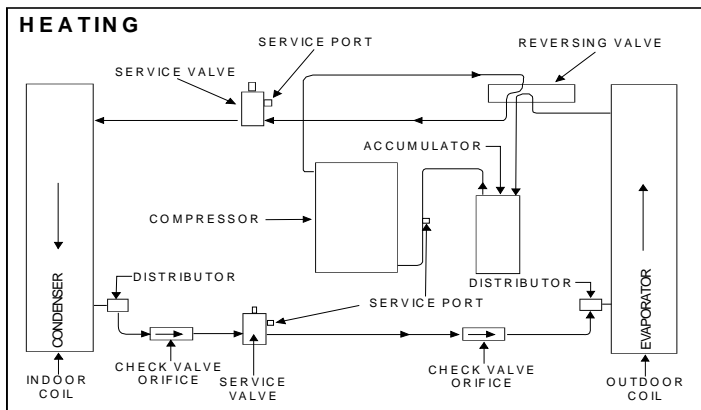 HEATING
SERVICE PORT
REVERSING VALVE
SERVICE VALVE
ACCUMULATOR
COMPRESSOR
DISTRIBUTOR
DISTRIBUTOR
CONDENSER
EVAPORATOR
SERVICE PORT
INDOOR
COIL
CHECK VALVE
ORIFICE
SERVICE
VALVE
CHECK VALVE
ORIFICE
OUTDOOR
COIL